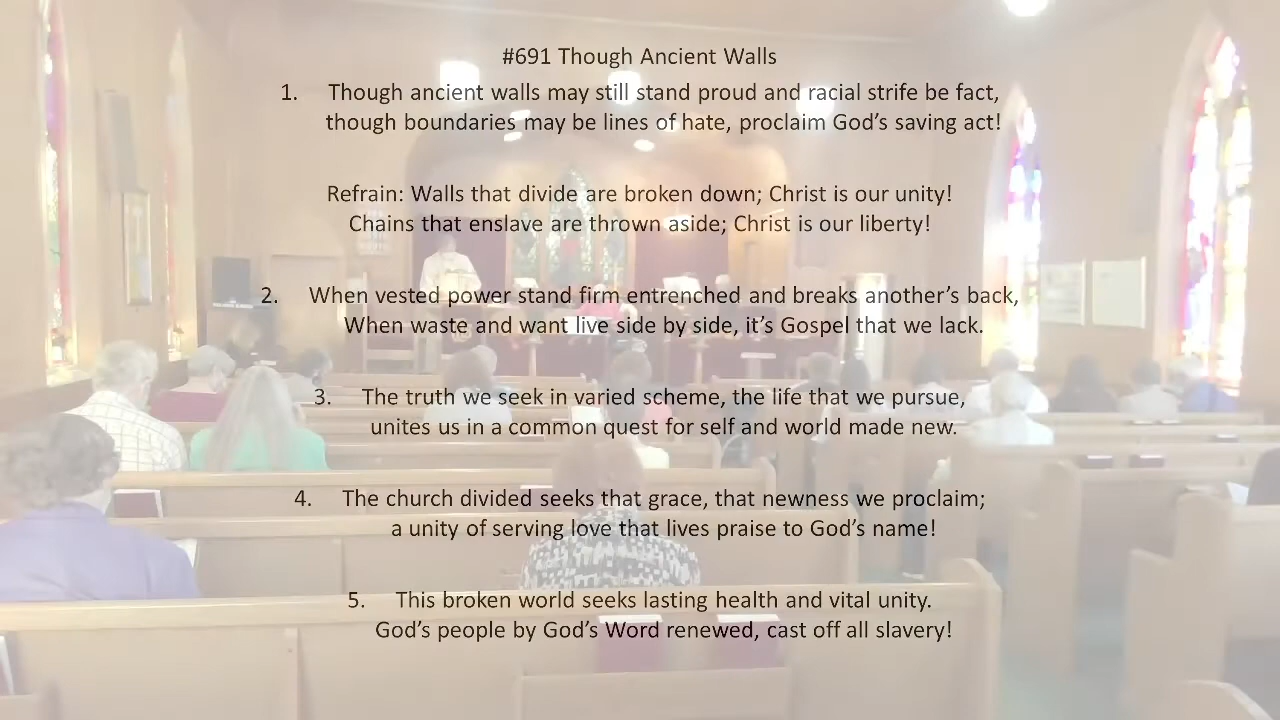 #691 Though Ancient Walls
1. Though ancient walls may still stand proud and racial strife be fact,
though boundaries may be lines of hate, proclaim God's saving act!
Refrain: Walls that divide are broken down; Christ is our unity!
Chains that enslave are thrown aside; Christ is our liberty!
2. When vested power stand firm entrenched and breaks another's back,
When waste and want live side by side, it's Gospel that we lack.
3. The truth we seek in varied scheme, the life that we pursue,
unites us in a common quest for self and world made new.
4. The church divided seeks that grace, that newness we proclaim;
a unity of serving love that lives praise to God's name!
5. This broken world seeks lasting health and vital unity.
God's people by God's Word renewed, cast off all slavery!